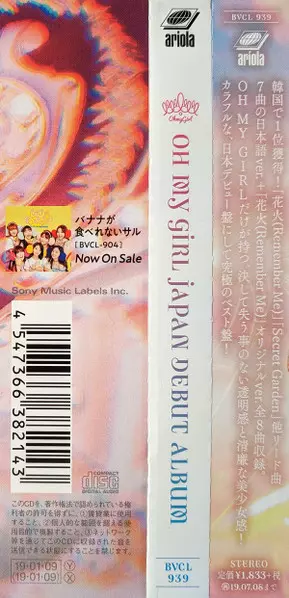 バナナが
食べれないサル
[BVCL-904]
Now On Sale
Sony Music Labels Inc.
4 547366 382143
COMPACT
disc
DIGITAL AUDIO
このCDを、著作権法で認められている権
利者の許諾を得ずに、①賃貸業に使用
すること、②個人的な範囲を超える使
用目的で複製すること、③ネットワーク
等を通じてこのCDに収録された音を送
信できる状態にすることを禁じます。
19・01・09 Y
19・01・09 X
ariola
OH MY GIRL
OH MY GIRL JAPAN DEBUT ALBUM
BVCL
939
BVCL 939
ariola
韓国で1位獲得!「花火(Remember Me)」「Secret Garden」他リード曲
7曲の日本語ver.+「花火(Remember Me)」オリジナルver.全8曲収録。
OH MY GIRLだけが持つ、決して失う事のない透明感と清廉な美少女感!
カラフルな、日本デビュー盤にして究極のベスト盤!
STEREO
定価¥1,833+税
19.07.08まで